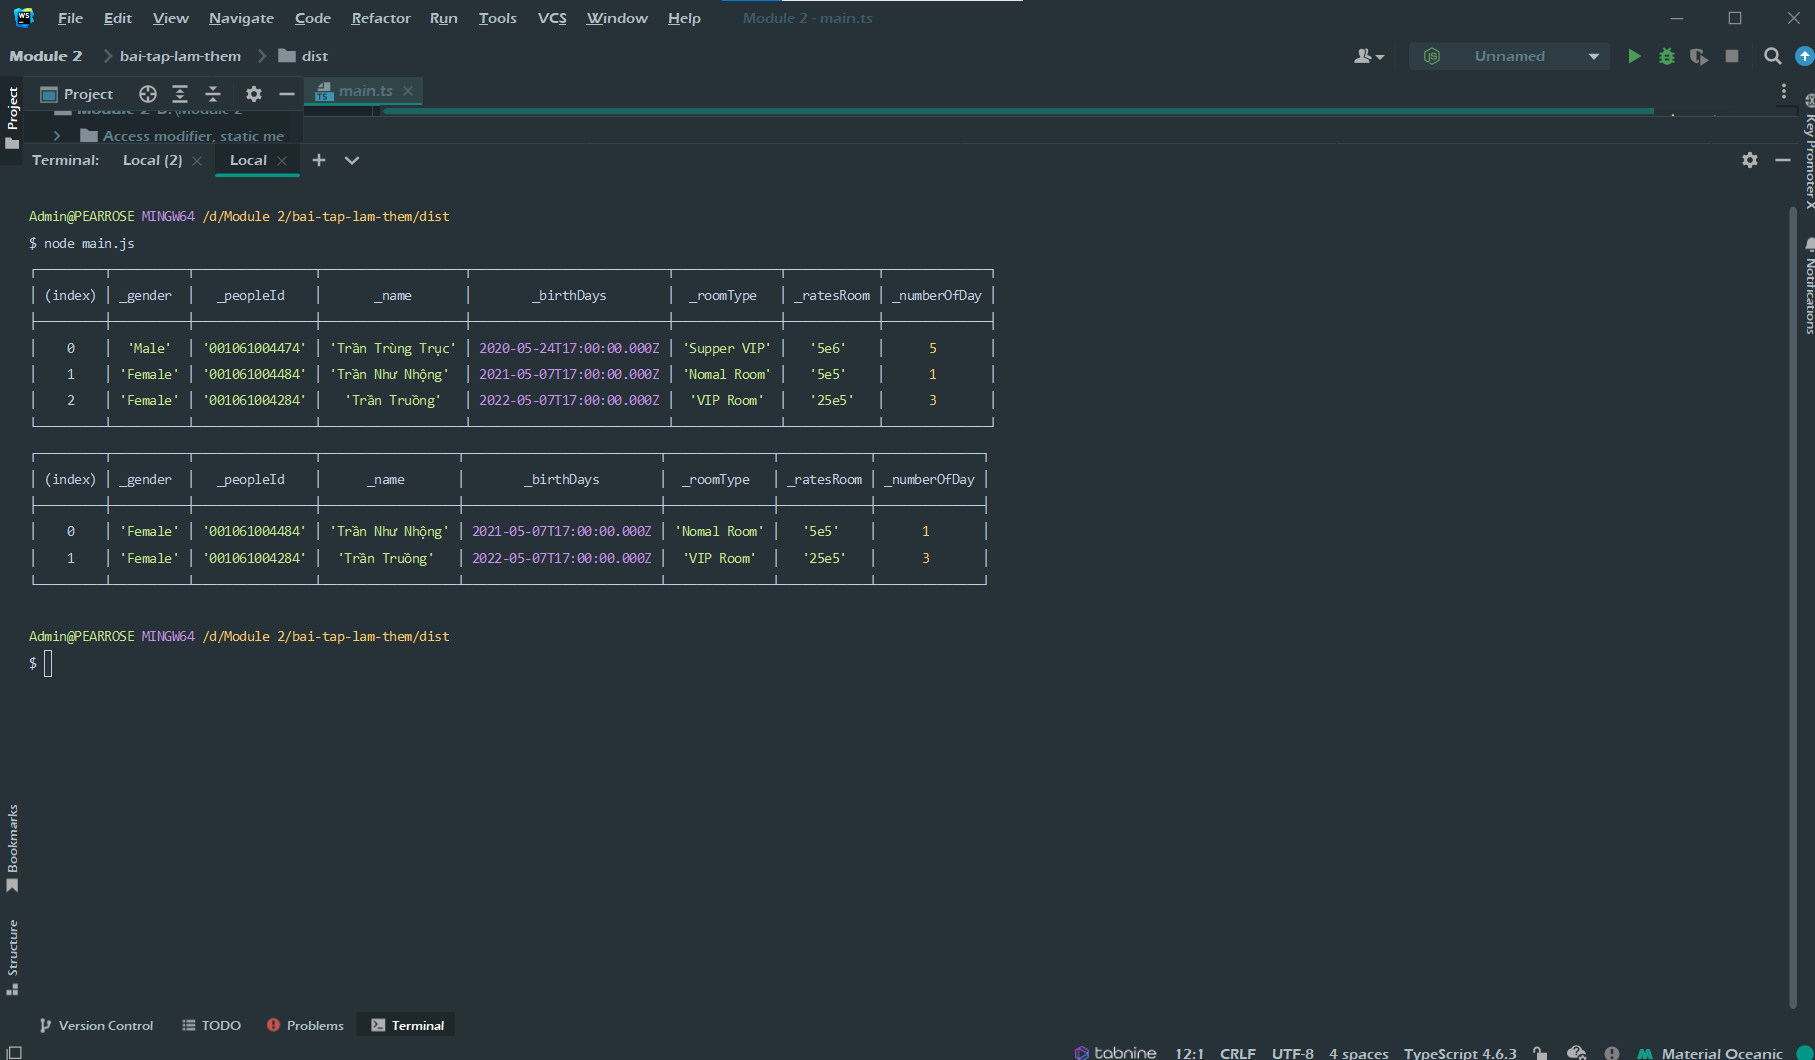 File Edit View Navigate Code Refactor Run Tools VCS Window Help Module 2 - main.ts
Module 2 bai-tap-lam-them dist Unnamed
Project main.ts
Project
Module 2 D:\Module 2
Access modifier, static me
Terminal: Local (2) Local
Key Promoter X
Notifications
Admin@PEARROSE MINGW64 /d/Module 2/bai-tap-lam-them/dist
$ node main.js
(index) _gender _peopleId _name _birthDays _roomType _ratesRoom _numberOfDay
0 'Male' '001061004474' 'Trần Trùng Trục' 2020-05-24T17:00:00.000Z 'Supper VIP' '5e6' 5
1 'Female' '001061004484' 'Trần Như Nhộng' 2021-05-07T17:00:00.000Z 'Nomal Room' '5e5' 1
2 'Female' '001061004284' 'Trần Truồng' 2022-05-07T17:00:00.000Z 'VIP Room' '25e5' 3
(index) _gender _peopleId _name _birthDays _roomType _ratesRoom _numberOfDay
0 'Female' '001061004484' 'Trần Như Nhộng' 2021-05-07T17:00:00.000Z 'Nomal Room' '5e5' 1
1 'Female' '001061004284' 'Trần Truồng' 2022-05-07T17:00:00.000Z 'VIP Room' '25e5' 3
Admin@PEARROSE MINGW64 /d/Module 2/bai-tap-lam-them/dist
$
Bookmarks
Structure
Version Control TODO Problems Terminal
tabnine 12:1 CRLF UTF-8 4 spaces TypeScript 4.6.3 Material Oceanic